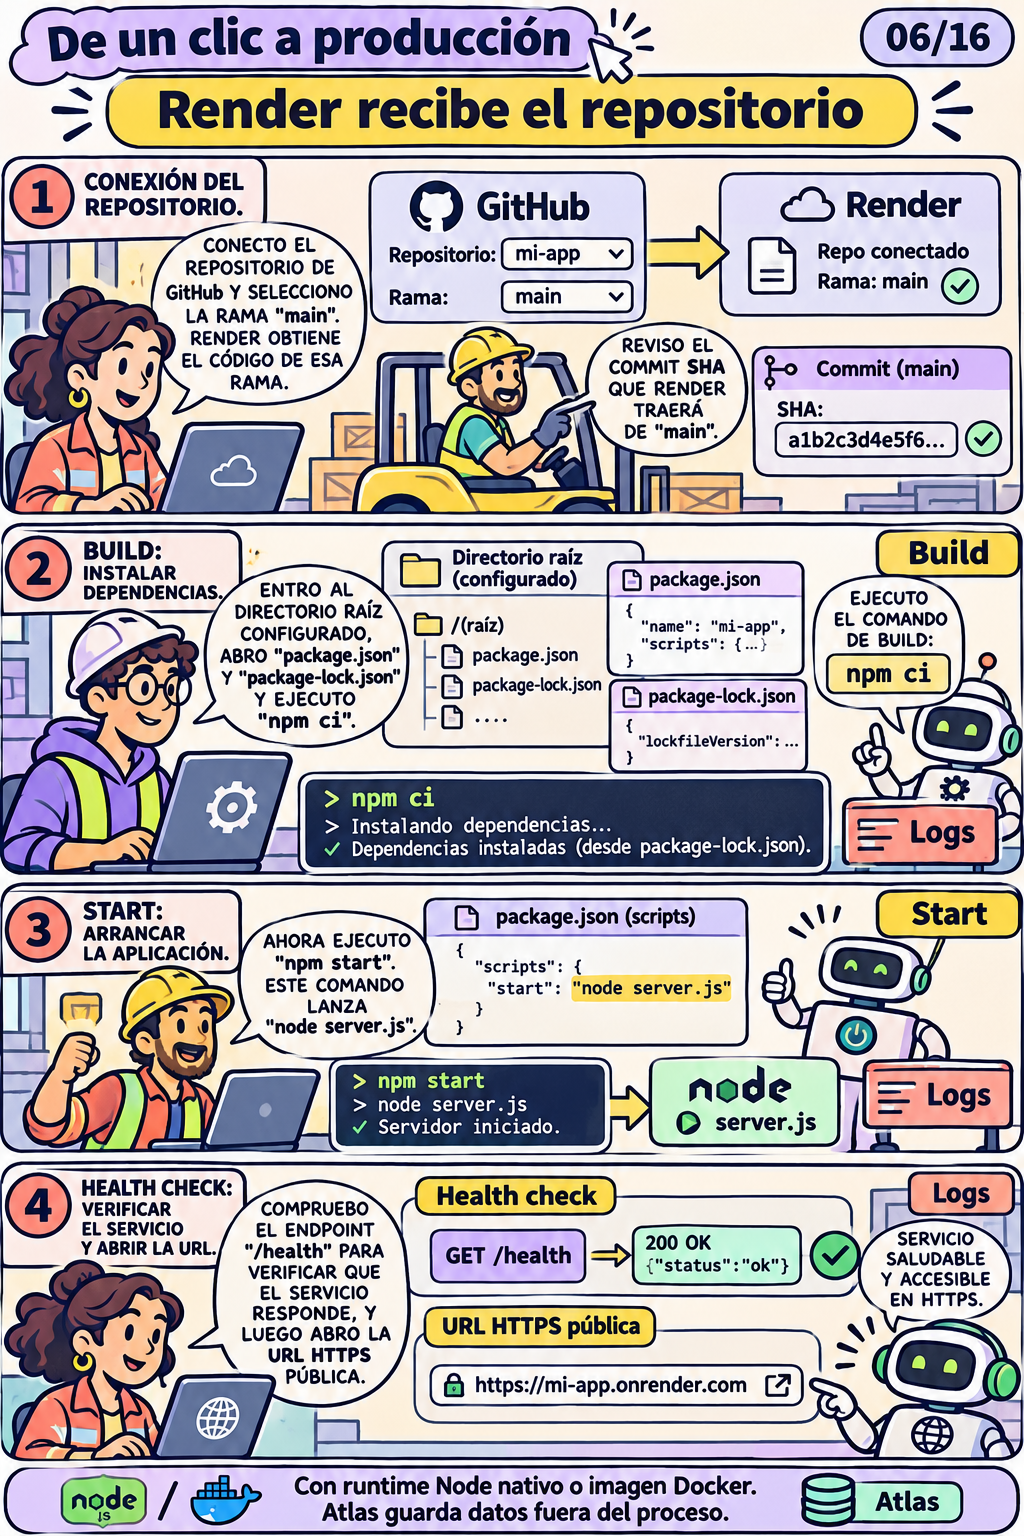 De un clic a producción
06/16
Render recibe el repositorio
1
CONEXIÓN DEL
REPOSITORIO.
CONECTO EL
REPOSITORIO DE
GitHub Y SELECCIONO
LA RAMA "main".
RENDER OBTIENE
EL CÓDIGO DE ESA
RAMA.
GitHub
Repositorio: mi-app
Rama: main
Render
Repo conectado
Rama: main
REVISO EL
COMMIT SHA
QUE RENDER
TRAERÁ
DE "main".
Commit (main)
SHA:
a1b2c3d4e5f6...
2
BUILD:
INSTALAR
DEPENDENCIAS.
ENTRO AL
DIRECTORIO RAÍZ
CONFIGURADO,
ABRO "package.json"
Y "package-lock.json"
Y EJECUTO
"npm ci".
Directorio raíz
(configurado)
/(raíz)
package.json
package-lock.json
....
package.json
{
"name": "mi-app",
"scripts": {...}
}
package-lock.json
{
"lockfileVersion": ...
}
Build
EJECUTO
EL COMANDO
DE BUILD:
npm ci
> npm ci
> Instalando dependencias...
✓ Dependencias instaladas (desde package-lock.json).
Logs
3
START:
ARRANCAR
LA APLICACIÓN.
AHORA EJECUTO
"npm start".
ESTE COMANDO
LANZA
"node server.js".
package.json (scripts)
{
"scripts": {
"start": "node server.js"
}
}
Start
> npm start
> node server.js
✓ Servidor iniciado.
node
server.js
Logs
4
HEALTH CHECK:
VERIFICAR
EL SERVICIO
Y ABRIR LA URL.
COMPRUEBO
EL ENDPOINT
"/health" PARA
VERIFICAR QUE
EL SERVICIO
RESPONDE, Y
LUEGO ABRO LA
URL HTTPS
PÚBLICA.
Health check
GET /health
200 OK
{"status":"ok"}
URL HTTPS pública
https://mi-app.onrender.com
Logs
SERVICIO
SALUDABLE
Y ACCESIBLE
EN HTTPS.
node
JS
/
Con runtime Node nativo o imagen Docker.
Atlas guarda datos fuera del proceso.
Atlas